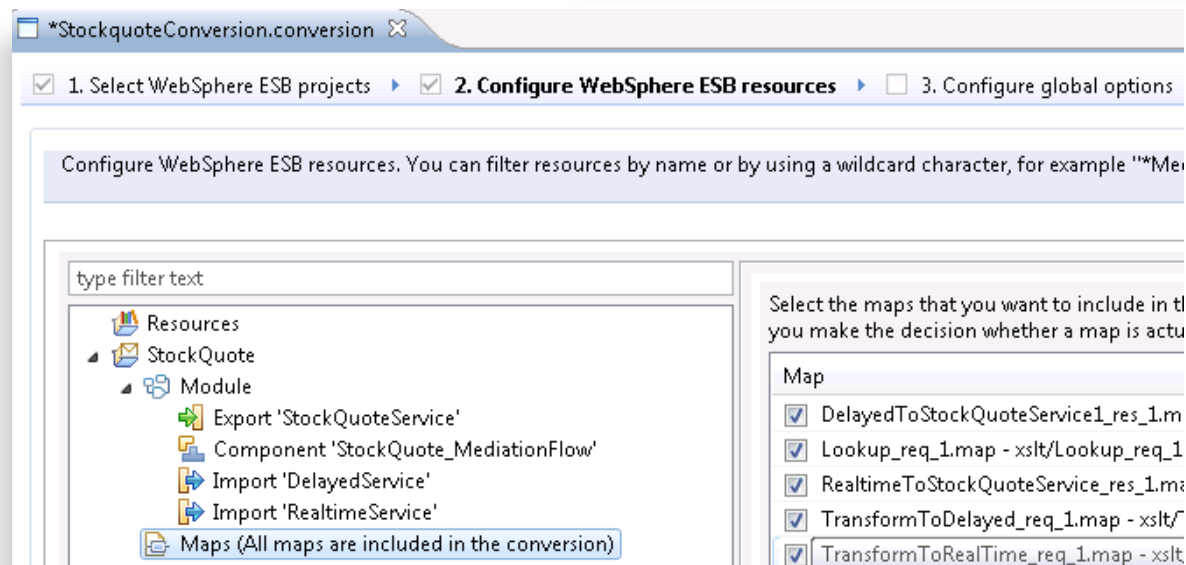 *StockquoteConversion.conversion
1. Select WebSphere ESB projects 2. Configure WebSphere ESB resources 3. Configure global options
Configure WebSphere ESB resources. You can filter resources by name or by using a wildcard character, for example "*Me
type filter text
Resources
StockQuote
Module
Export 'StockQuoteService'
Component 'StockQuote_MediationFlow'
Import 'DelayedService'
Import 'RealtimeService'
Maps (All maps are included in the conversion)
Select the maps that you want to include in t
you make the decision whether a map is actu
Map
DelayedToStockQuoteService1_res_1.m
Lookup_req_1.map - xslt/Lookup_req_1
RealtimeToStockQuoteService_res_1.ma
TransformToDelayed_req_1.map - xslt/T
TransformToRealTime_req_1.map - xslt/